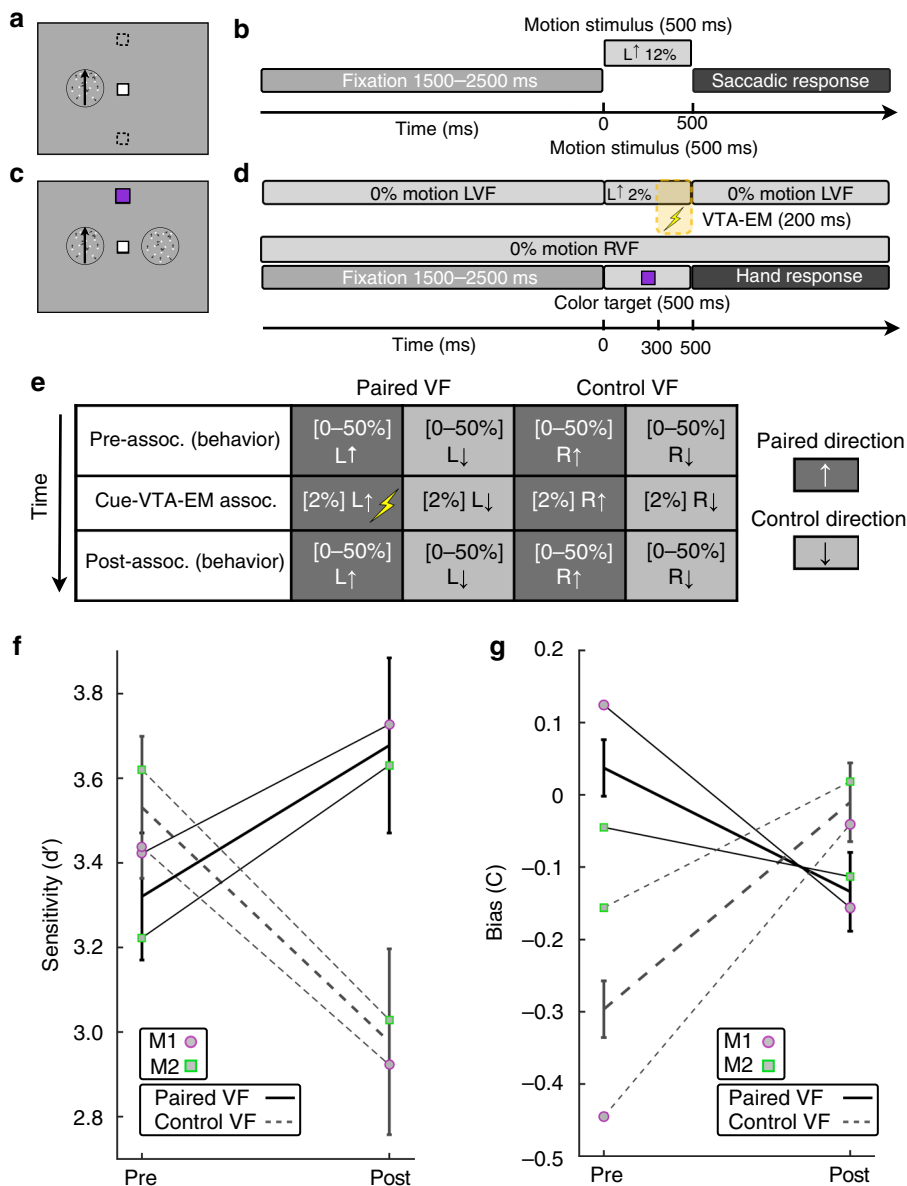 a
b
Motion stimulus (500 ms)
L↑ 12%
Fixation 1500–2500 ms
Saccadic response
Time (ms)
0
500
Motion stimulus (500 ms)
c
d
0% motion LVF
L↑ 2%
0% motion LVF
VTA-EM (200 ms)
0% motion RVF
Fixation 1500–2500 ms
Hand response
Color target (500 ms)
Time (ms)
0
300
500
e
Paired VF
Control VF
Time
Pre-assoc. (behavior)
[0–50%]
L↑
[0–50%]
L↓
[0–50%]
R↑
[0–50%]
R↓
Cue-VTA-EM assoc.
[2%] L↑
[2%] L↓
[2%] R↑
[2%] R↓
Post-assoc. (behavior)
[0–50%]
L↑
[0–50%]
L↓
[0–50%]
R↑
[0–50%]
R↓
Paired direction
↑
Control direction
↓
f
Sensitivity (d′)
3.8
3.6
3.4
3.2
3.0
2.8
M1
M2
Paired VF
Control VF
Pre
Post
g
Bias (C)
0.2
0.1
0
−0.1
−0.2
−0.3
−0.4
−0.5
M1
M2
Paired VF
Control VF
Pre
Post